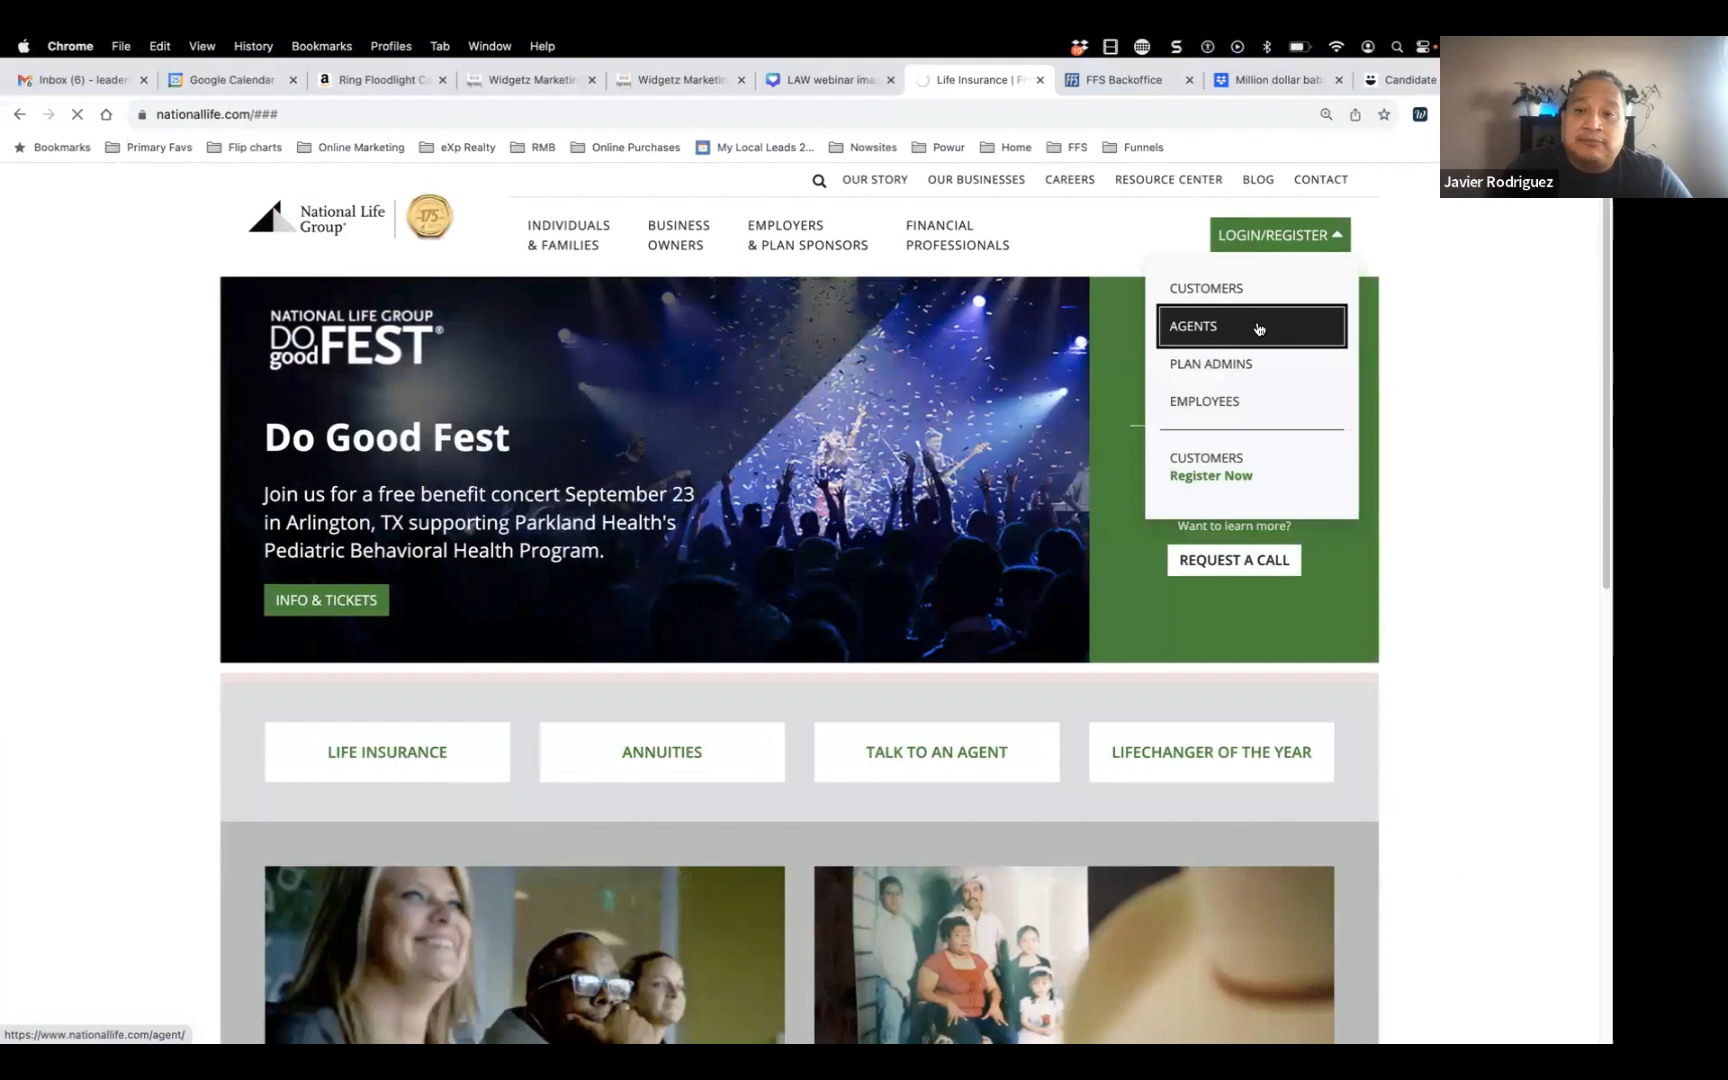 Chrome File Edit View History Bookmarks Profiles Tab Window Help
Inbox (6) - leader
Google Calendar
Ring Floodlight C
Widgetz Marketin
Widgetz Marketin
LAW webinar ima
Life Insurance | F
FFS Backoffice
Million dollar bab
Candidate
nationallife.com/###
Bookmarks Primary Favs Flip charts Online Marketing eXp Realty RMB Online Purchases My Local Leads 2... Nowsites Powur Home FFS Funnels
Javier Rodriguez
OUR STORY OUR BUSINESSES CAREERS RESOURCE CENTER BLOG CONTACT
National Life
Group®
175
INDIVIDUALS
& FAMILIES
BUSINESS
OWNERS
EMPLOYERS
& PLAN SPONSORS
FINANCIAL
PROFESSIONALS
LOGIN/REGISTER
CUSTOMERS
AGENTS
PLAN ADMINS
EMPLOYEES
CUSTOMERS
Register Now
Want to learn more?
REQUEST A CALL
NATIONAL LIFE GROUP
DO
good FEST®
Do Good Fest
Join us for a free benefit concert September 23
in Arlington, TX supporting Parkland Health's
Pediatric Behavioral Health Program.
INFO & TICKETS
LIFE INSURANCE
ANNUITIES
TALK TO AN AGENT
LIFECHANGER OF THE YEAR
https://www.nationallife.com/agent/